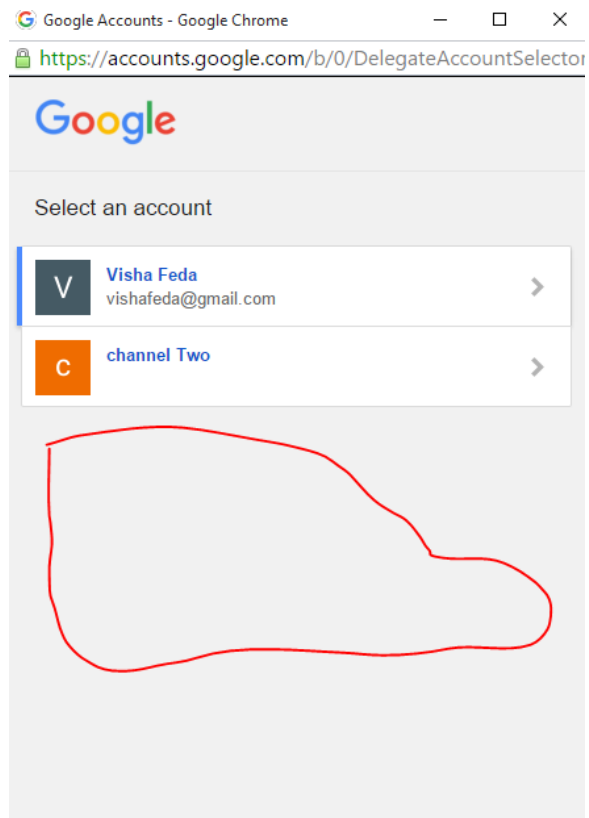 Google Accounts - Google Chrome
https://accounts.google.com/b/0/DelegateAccountSelector
Google
Select an account
V
Visha Feda
vishafeda@gmail.com
c
channel Two